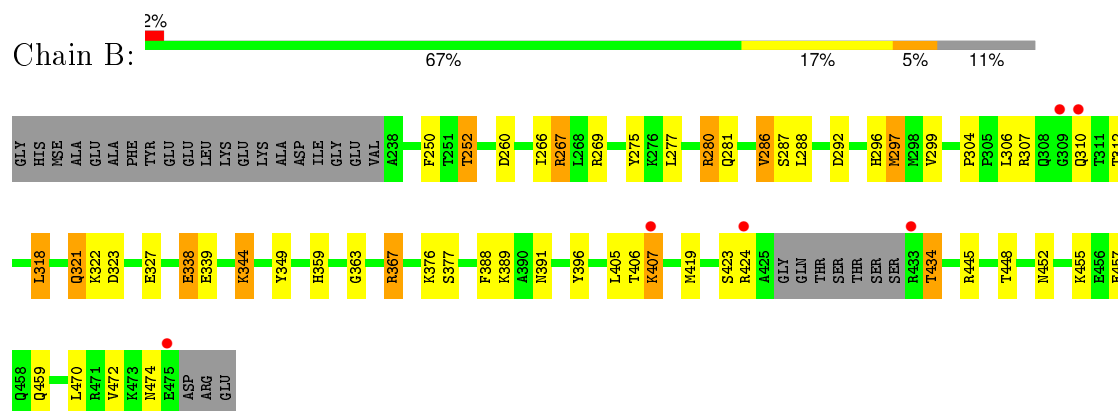 2%
Chain B:
67% 17% 5% 11%
GLY HIS MSE ALA GLU ALA PHE TYR GLU GLU LEU LYS GLU LYS ALA ASP ILE GLY GLU VAL A238 F250 T251 T252 D260 I266 R267 L268 R269 Y275 K276 L277 R280 Q281 V286 S287 L288 D292 H296 M297 M298 V299 P304 P305 L306 R307 Q308 G309 Q310 T311 T312
L318 Q321 K322 D323 E327 E338 E339 K344 Y349 H359 G363 R367 K376 S377 F388 K389 A390 N391 Y396 L405 T406 K407 M419 S423 R424 A425 GLY GLN THR SER THR SER SER R433 T434 R445 T448 N452 K455 E456 E457
Q458 Q459 L470 R471 V472 K473 N474 E475 ASP ARG GLU